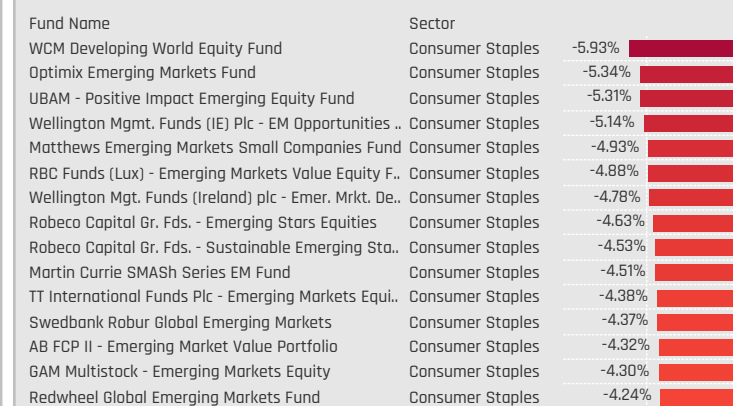 Fund Name Sector
WCM Developing World Equity Fund Consumer Staples -5.93%
Optimix Emerging Markets Fund Consumer Staples -5.34%
UBAM - Positive Impact Emerging Equity Fund Consumer Staples -5.31%
Wellington Mgmt. Funds (IE) Plc - EM Opportunities .. Consumer Staples -5.14%
Matthews Emerging Markets Small Companies Fund Consumer Staples -4.93%
RBC Funds (Lux) - Emerging Markets Value Equity F.. Consumer Staples -4.88%
Wellington Mgt. Funds (Ireland) plc - Emer. Mrkt. De.. Consumer Staples -4.78%
Robeco Capital Gr. Fds. - Emerging Stars Equities Consumer Staples -4.63%
Robeco Capital Gr. Fds. - Sustainable Emerging Sta.. Consumer Staples -4.53%
Martin Currie SMASh Series EM Fund Consumer Staples -4.51%
TT International Funds Plc - Emerging Markets Equi.. Consumer Staples -4.38%
Swedbank Robur Global Emerging Markets Consumer Staples -4.37%
AB FCP II - Emerging Market Value Portfolio Consumer Staples -4.32%
GAM Multistock - Emerging Markets Equity Consumer Staples -4.30%
Redwheel Global Emerging Markets Fund Consumer Staples -4.24%